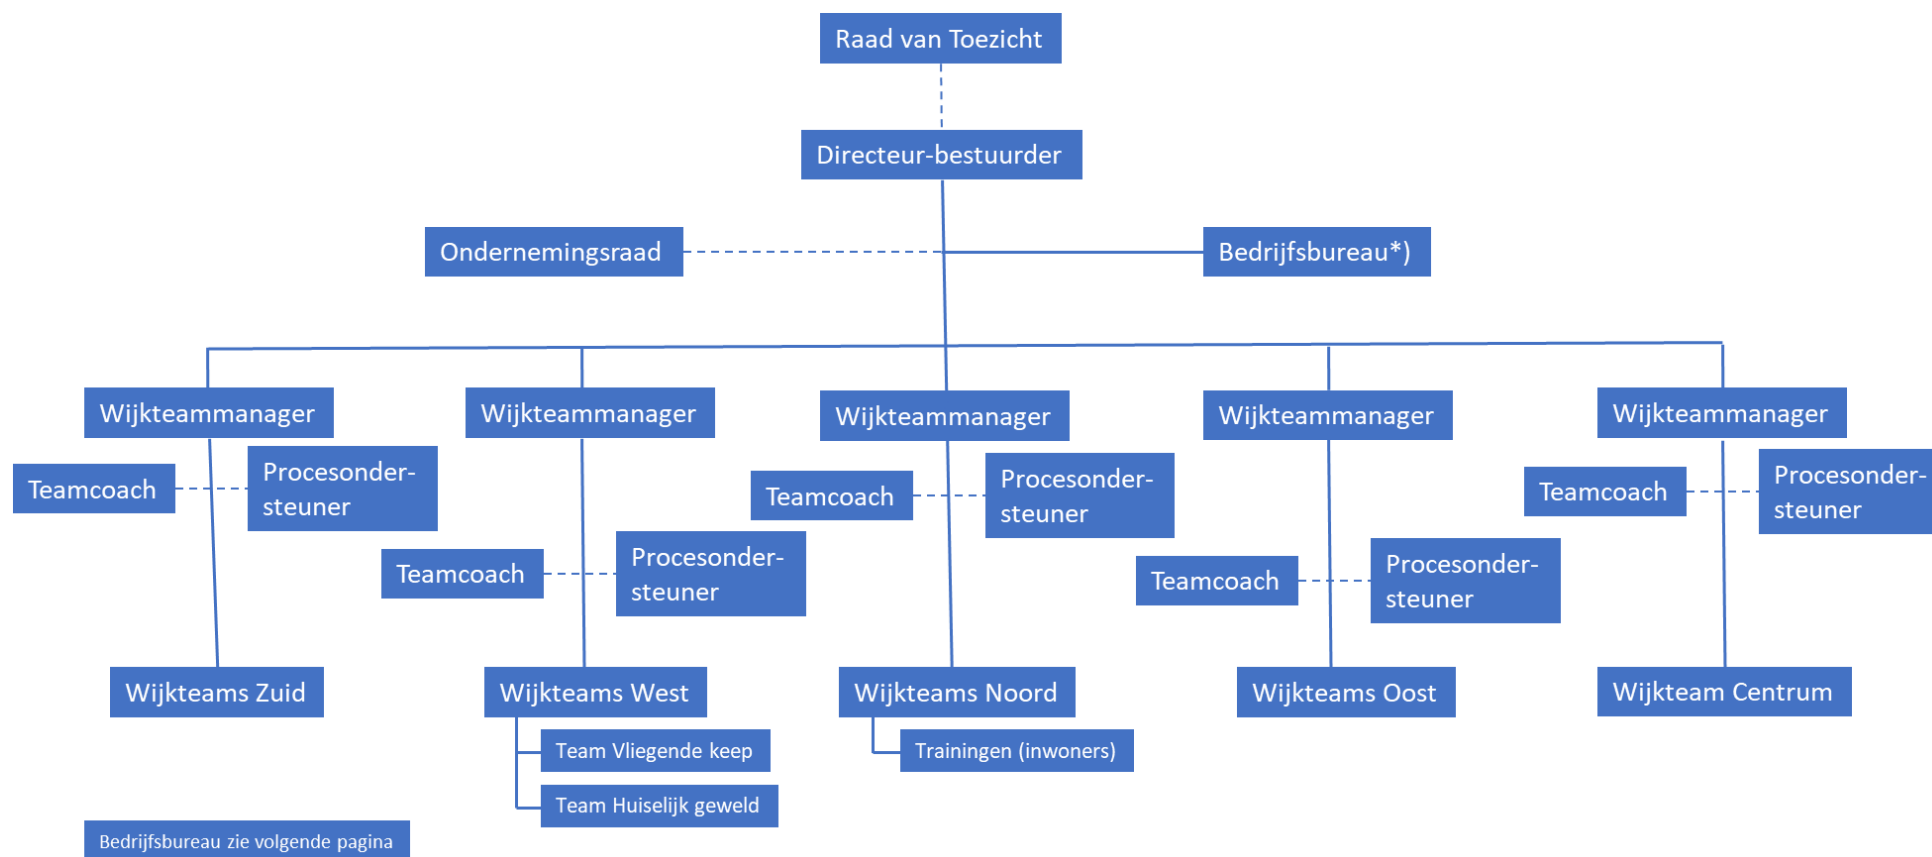 Raad van Toezicht
Directeur-bestuurder
Ondernemingsraad
Bedrijfsbureau*)
Wijkteammanager
Wijkteammanager
Wijkteammanager
Wijkteammanager
Wijkteammanager
Teamcoach
Procesonder-
steuner
Teamcoach
Procesonder-
steuner
Teamcoach
Procesonder-
steuner
Teamcoach
Procesonder-
steuner
Teamcoach
Procesonder-
steuner
Wijkteams Zuid
Wijkteams West
Wijkteams Noord
Wijkteams Oost
Wijkteam Centrum
Team Vliegende keep
Trainingen (inwoners)
Team Huiselijk geweld
Bedrijfsbureau zie volgende pagina